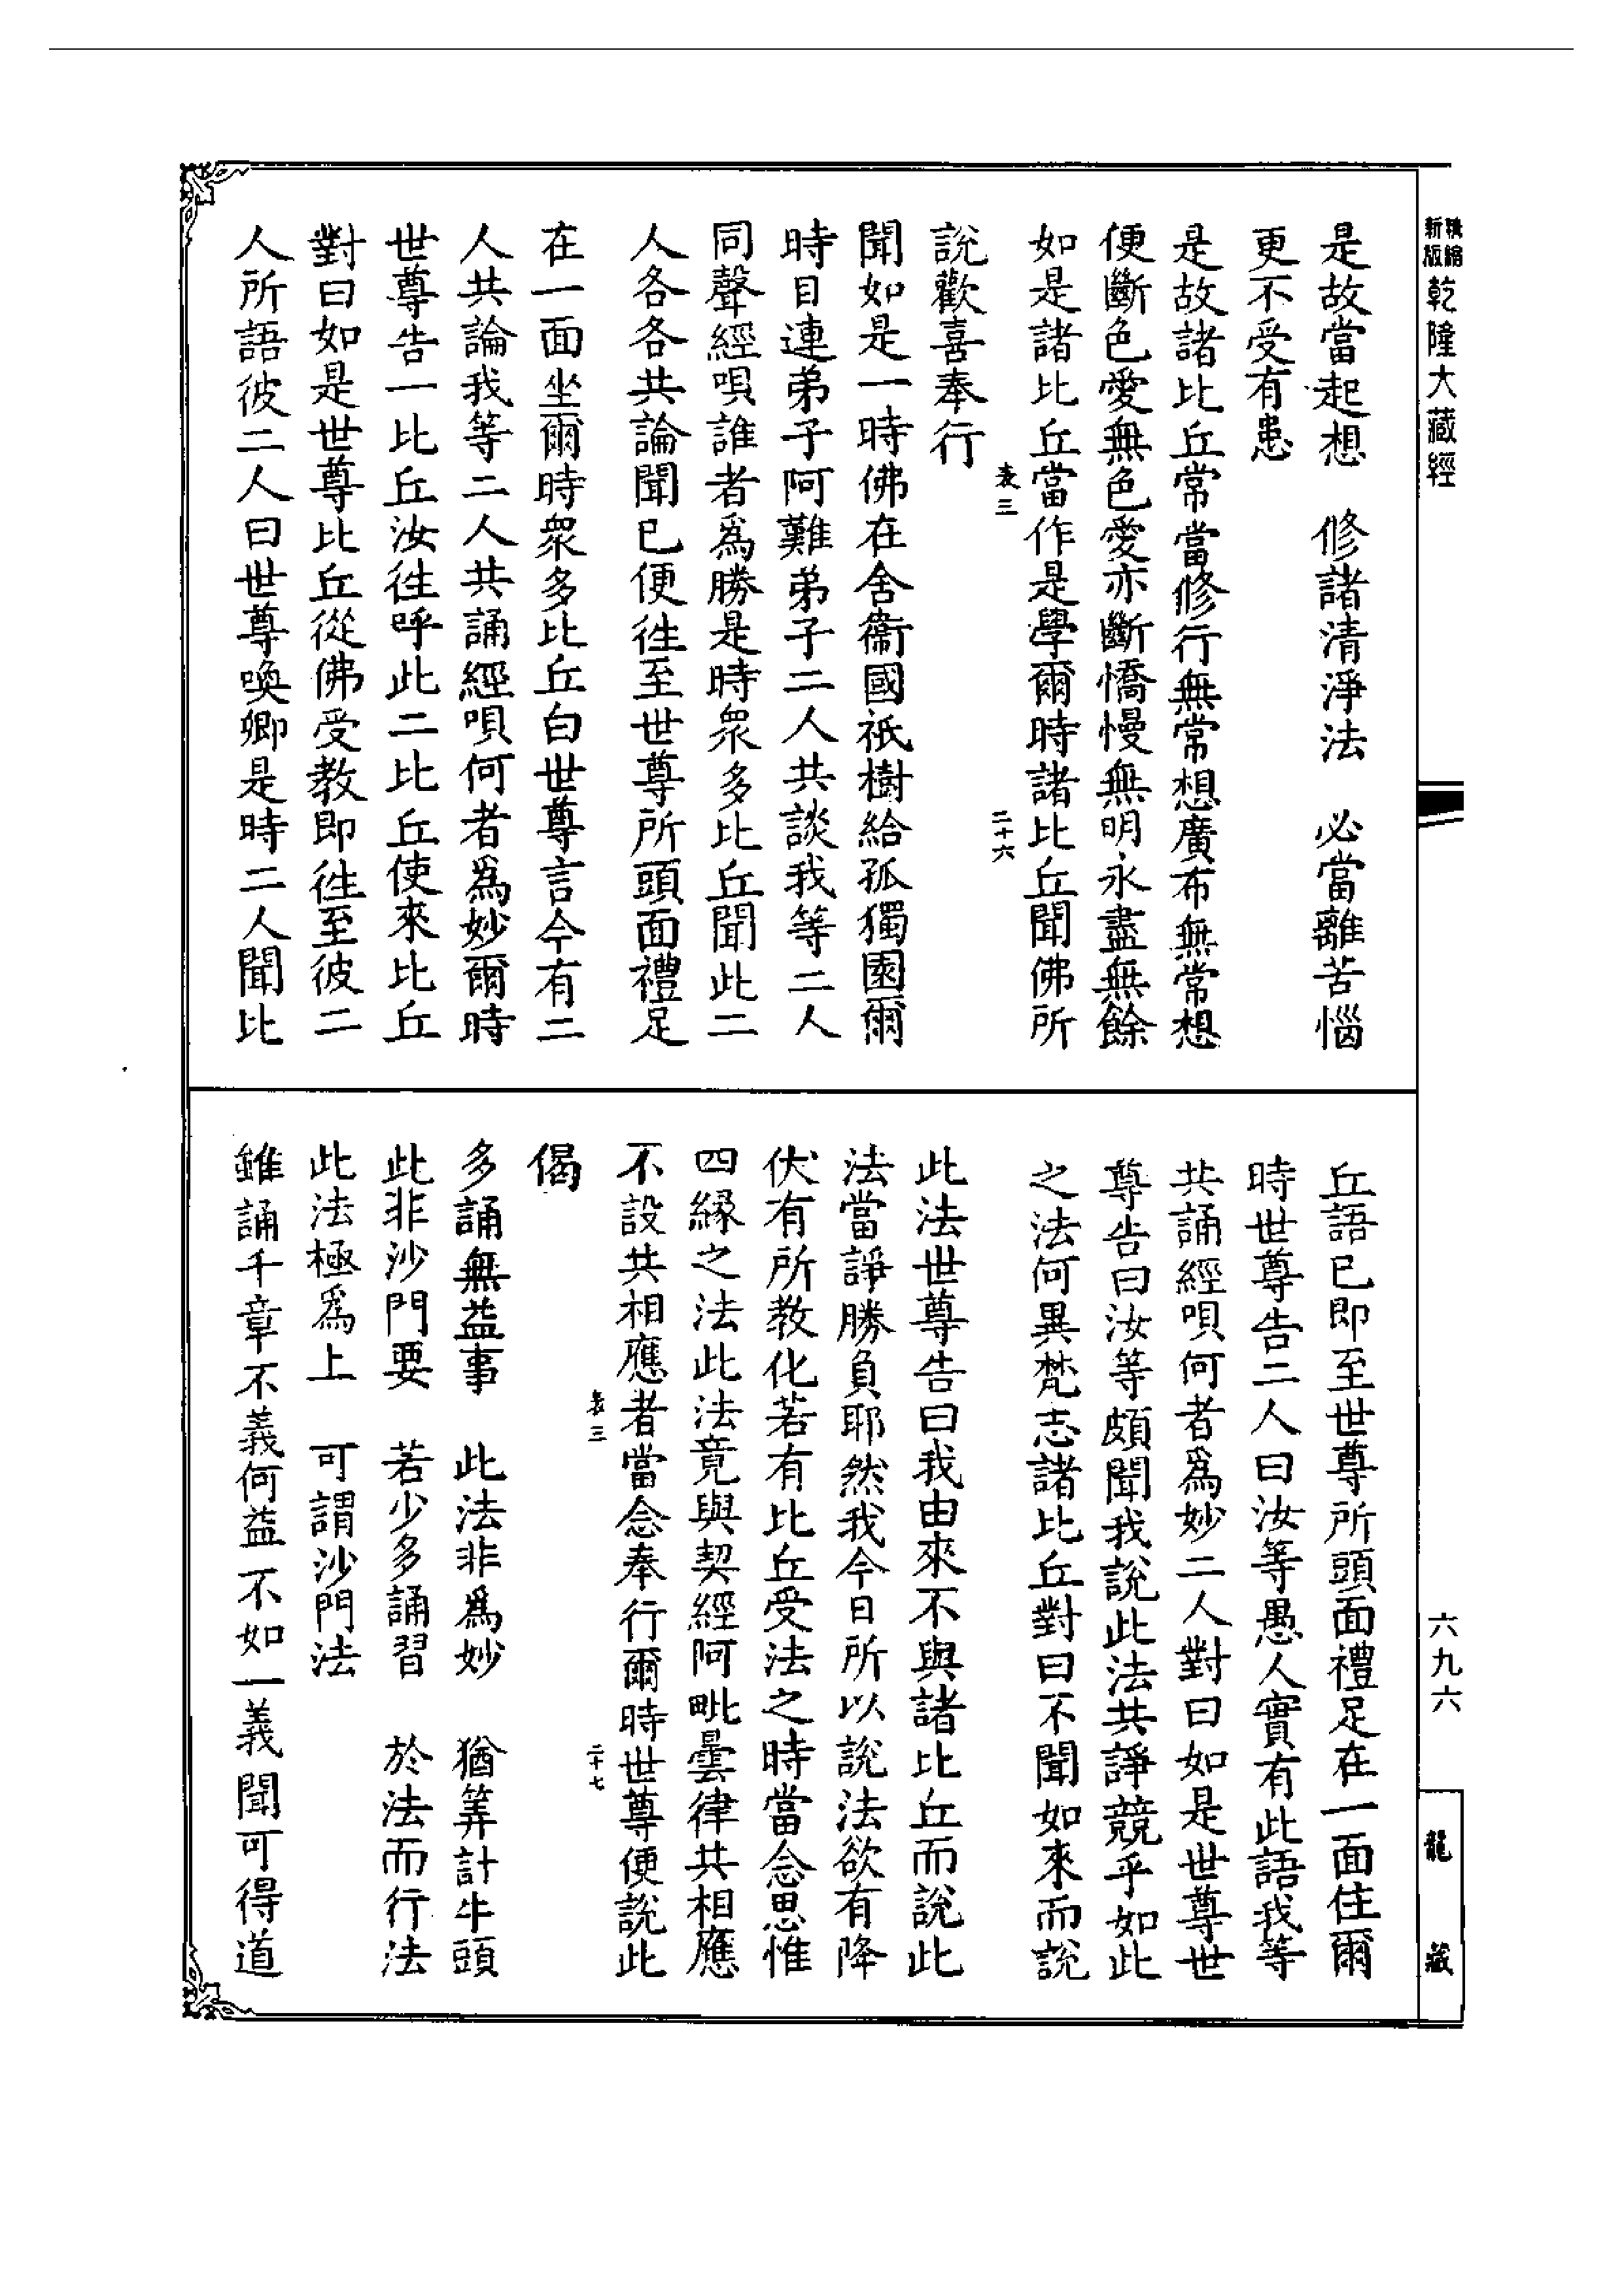 精縮新版乾隆大藏經
是故當起想　修諸清淨法　必當離苦惱
更不受有患
是故諸比丘常當修行無常想廣布無常想
便斷色愛無色愛亦斷憍慢無明永盡無餘
如是諸比丘當作是學爾時諸比丘聞佛所
表三　二十六
說歡喜奉行
聞如是一時佛在舍衞國祇樹給孤獨園爾
時目連弟子阿難弟子二人共談我等二人
同聲經唄誰者爲勝是時衆多比丘聞此二
人各各共論聞已便往至世尊所頭面禮足
在一面坐爾時衆多比丘白世尊言今有二
人共論我等二人共誦經唄何者爲妙爾時
世尊告一比丘汝往呼此二比丘使來比丘
對曰如是世尊比丘從佛受教即往至彼二
人所語彼二人曰世尊喚卿是時二人聞比
丘語已即至世尊所頭面禮足在一面住爾
時世尊告二人曰汝等愚人實有此語我等
共誦經唄何者爲妙二人對曰如是世尊世
尊告曰汝等頗聞我說此法共諍競乎如此
之法何異梵志諸比丘對曰不聞如來而說
此法世尊告曰我由來不與諸比丘而說此
法當諍勝負耶然我今日所以說法欲有降
伏有所教化若有比丘受法之時當念思惟
四緣之法此法竟與契經阿毗曇律共相應
不設共相應者當念奉行爾時世尊便說此
表三　二十七
偈
多誦無益事　此法非爲妙　猶筭計牛頭
此非沙門要　若少多誦習　於法而行法
此法極爲上　可謂沙門法
雖誦千章不義何益不如一義聞可得道
六九六
龍藏